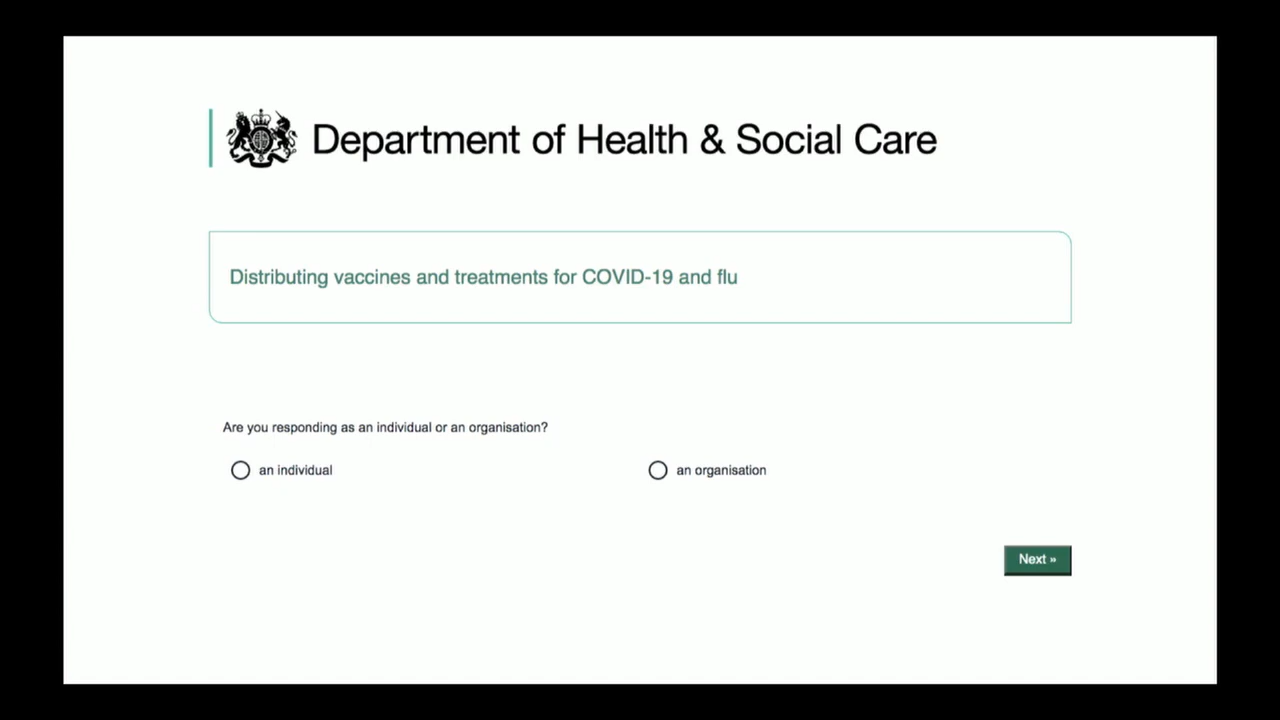 Department of Health & Social Care
Distributing vaccines and treatments for COVID-19 and flu
Are you responding as an individual or an organisation?
an individual
an organisation
Next »